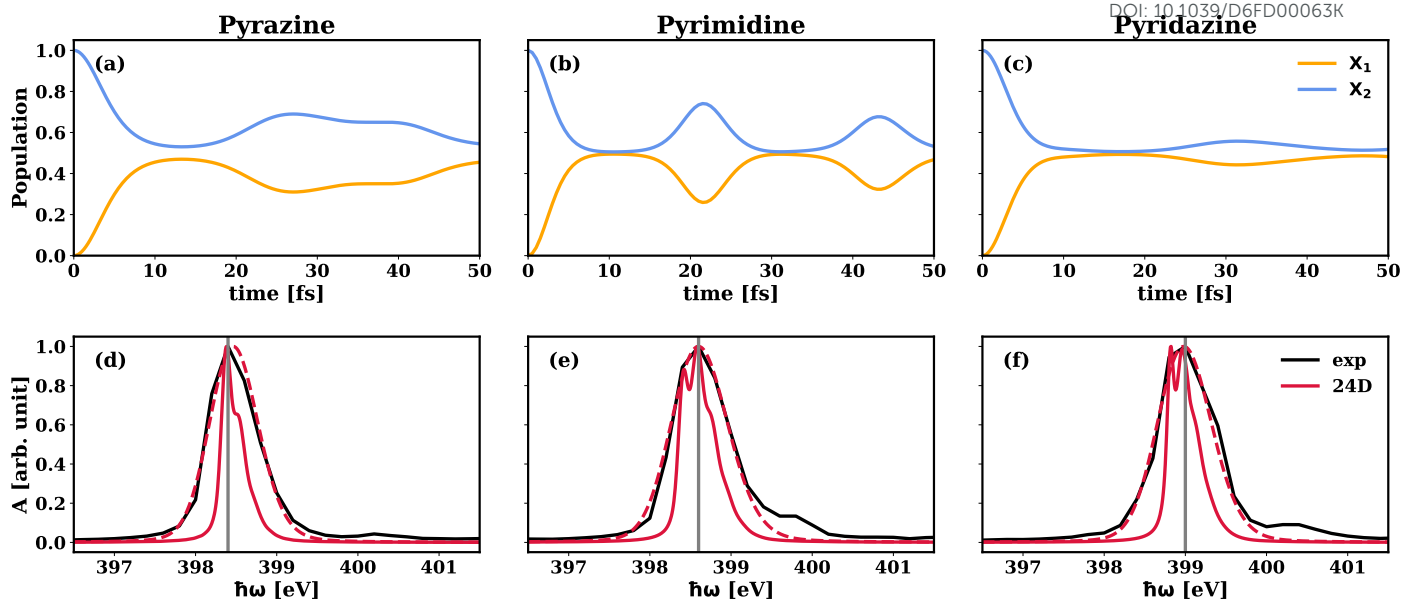 DOI: 10.1039/D6FD00063K
Pyrazine Pyrimidine Pyridazine
(a) (b) (c)
X1
X2
Population
1.0
0.8
0.6
0.4
0.2
0.0
0 10 20 30 40 50 0 10 20 30 40 50 0 10 20 30 40 50
time [fs] time [fs] time [fs]
(d) (e) (f)
exp
24D
A [arb. unit]
1.0
0.8
0.6
0.4
0.2
0.0
397 398 399 400 401 397 398 399 400 401 397 398 399 400 401
ħω [eV] ħω [eV] ħω [eV]